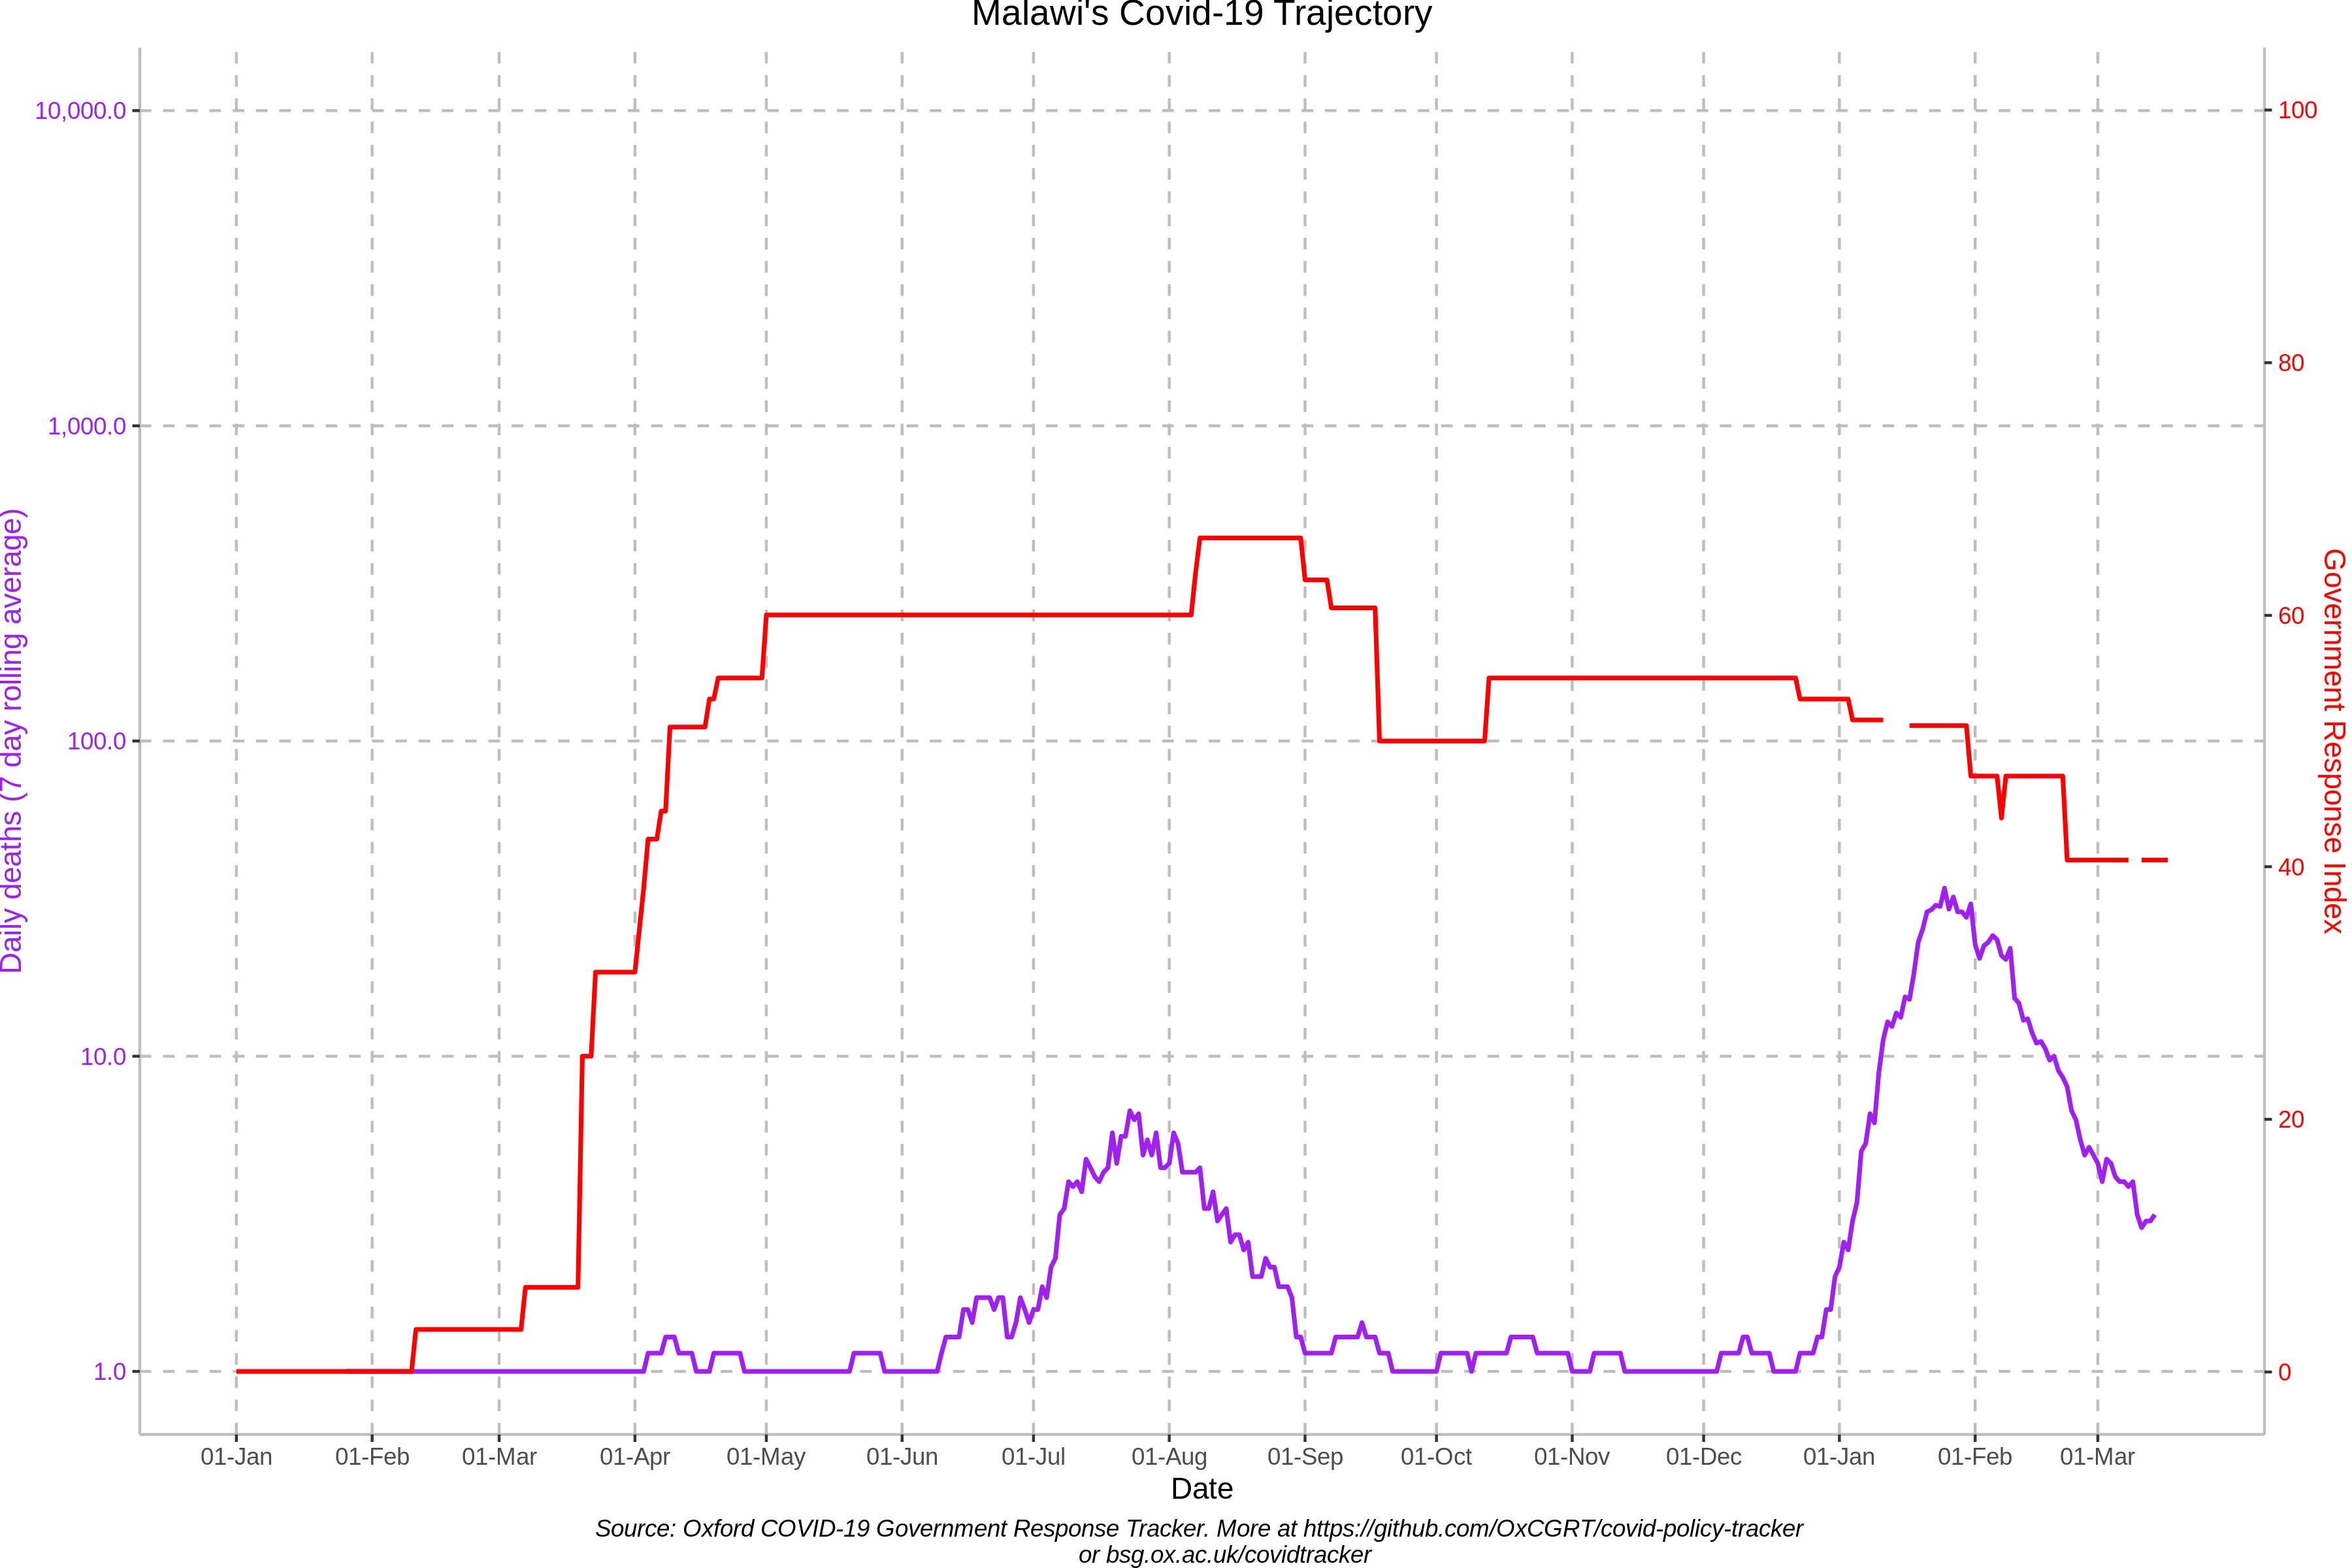 Malawi's Covid-19 Trajectory
10,000.0
1,000.0
100.0
10.0
1.0
Daily deaths (7 day rolling average)
100
80
60
40
20
0
Government Response Index
01-Jan 01-Feb 01-Mar 01-Apr 01-May 01-Jun 01-Jul 01-Aug 01-Sep 01-Oct 01-Nov 01-Dec 01-Jan 01-Feb 01-Mar
Date
Source: Oxford COVID-19 Government Response Tracker. More at https://github.com/OxCGRT/covid-policy-tracker
or bsg.ox.ac.uk/covidtracker